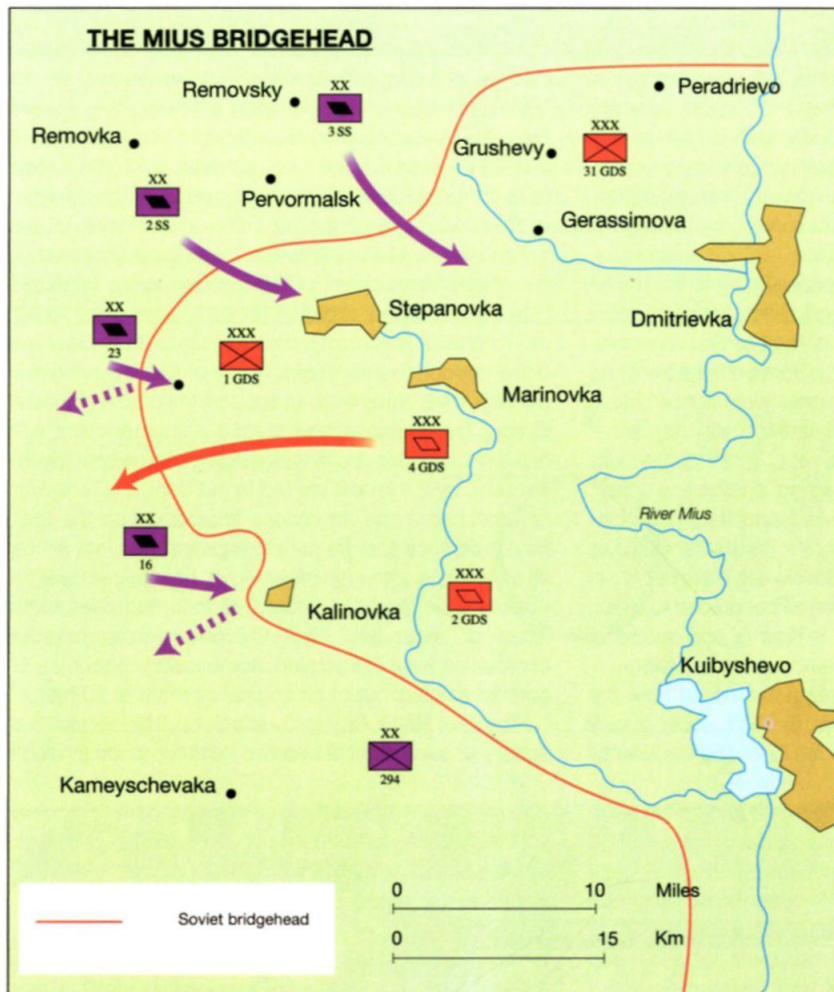 THE MIUS BRIDGEHEAD
Removsky
XX
3 SS
Peradrievo
Removka
Grushevy
XXX
31 GDS
XX
2 SS
Pervormalsk
Gerassimova
Stepanovka
Dmitrievka
XX
23
XXX
1 GDS
Marinovka
XXX
4 GDS
River Mius
XX
16
Kalinovka
XXX
2 GDS
Kuibyshevo
XX
294
Kameyschevaka
Soviet bridgehead
0 10 Miles
0 15 Km